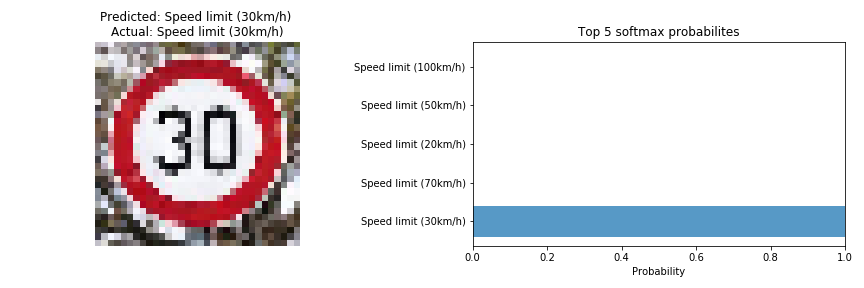 Predicted: Speed limit (30km/h)
Actual: Speed limit (30km/h)
30
Top 5 softmax probabilites
Speed limit (100km/h)
Speed limit (50km/h)
Speed limit (20km/h)
Speed limit (70km/h)
Speed limit (30km/h)
0.0 0.2 0.4 0.6 0.8 1.0
Probability